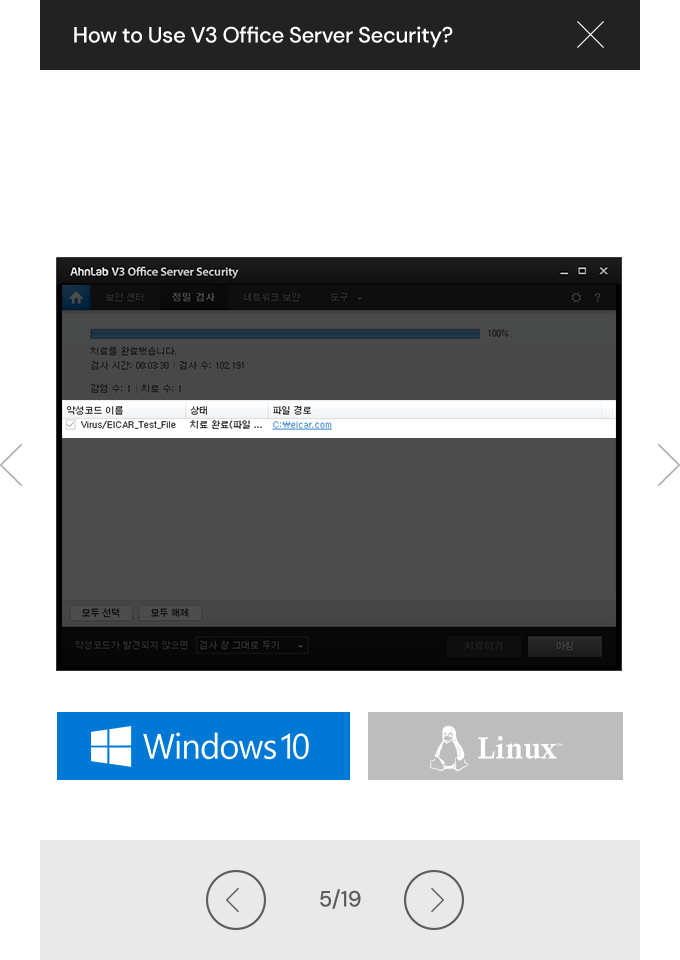 How to Use V3 Office Server Security?
AhnLab V3 Office Server Security
보안 센터 정밀 검사 네트워크 보안 도구
100%
치료를 완료했습니다.
검사 시간: 00:03:30 | 검사 수: 102,191
감염 수: 1 | 치료 수: 1
악성코드 이름 상태 파일 경로
Virus/EICAR_Test_File 치료 완료(파일 ... C:₩eicar.com
모두 선택 모두 해제
악성코드가 발견되지 않으면 검사 창 그대로 두기 치료하기 마침
Windows 10 Linux™
5/19